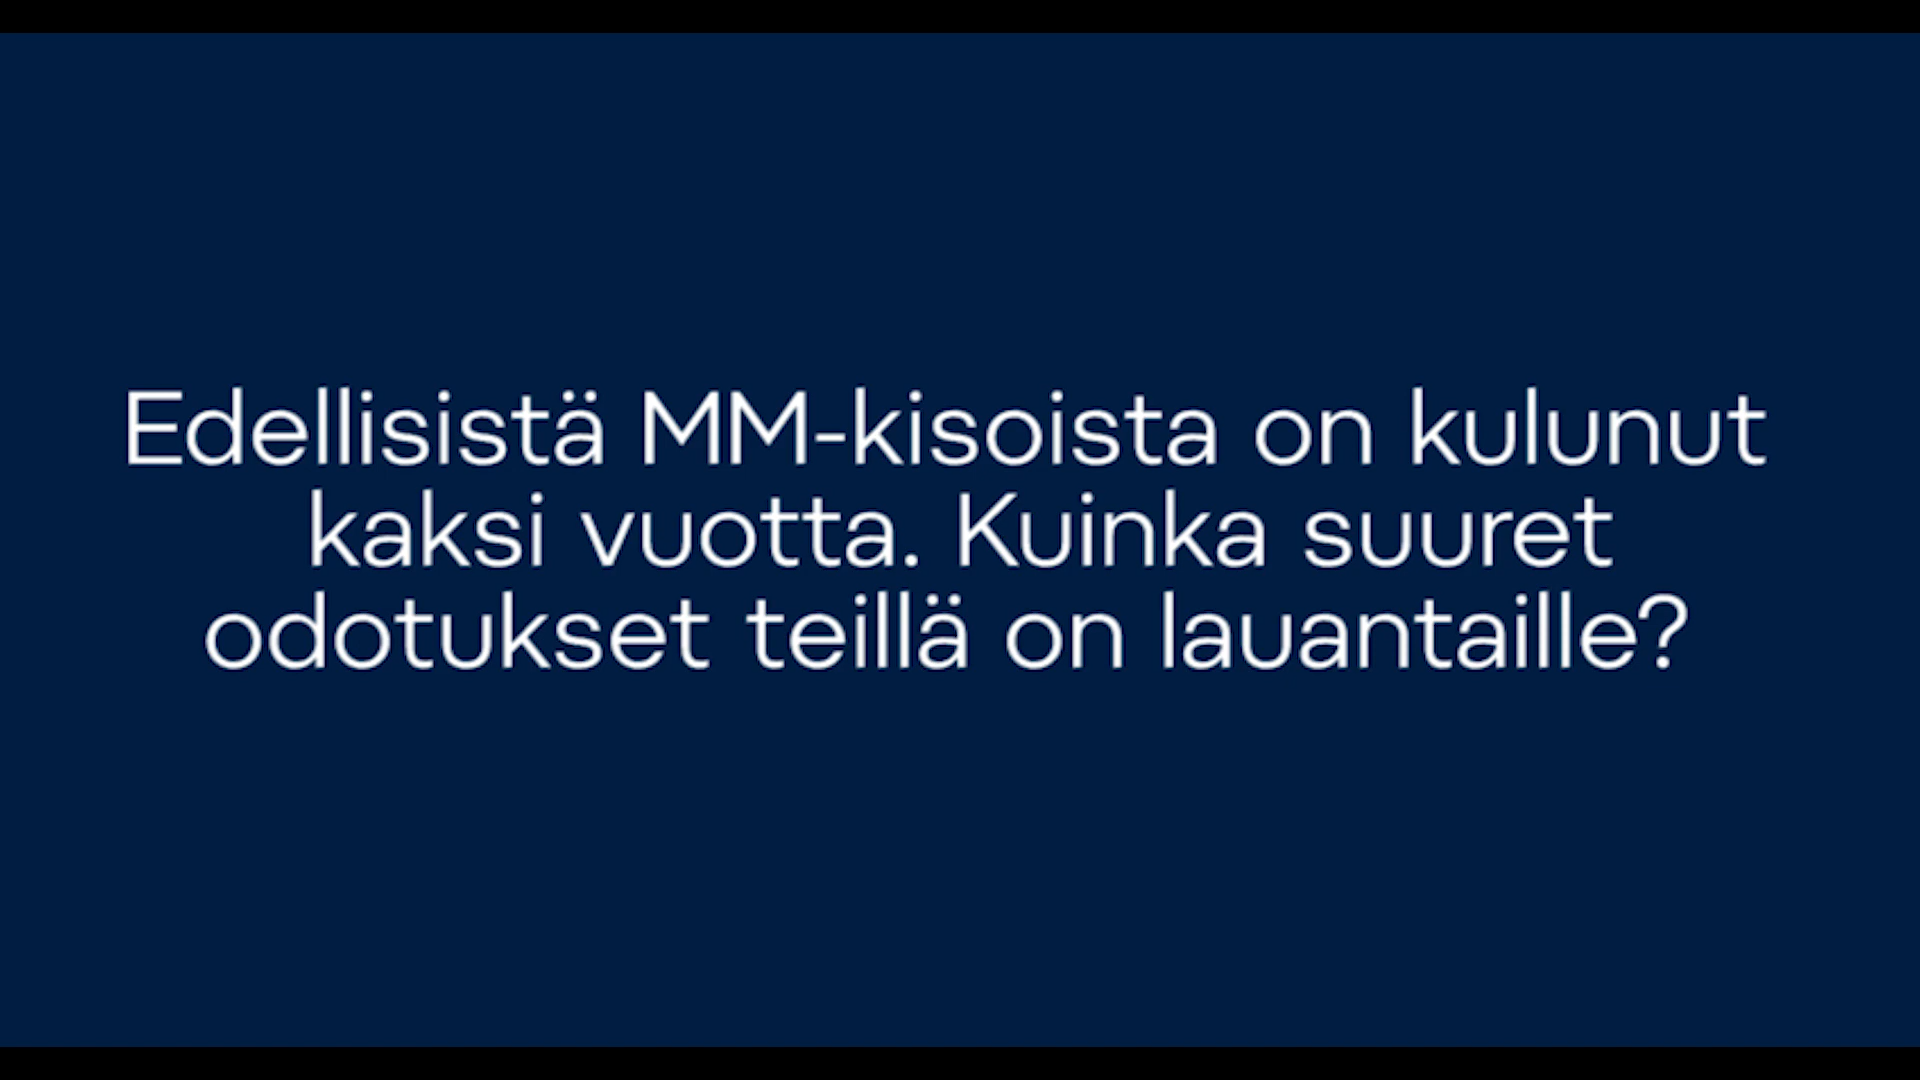 Edellisistä MM-kisoista on kulunut
kaksi vuotta. Kuinka suuret
odotukset teillä on lauantaille?